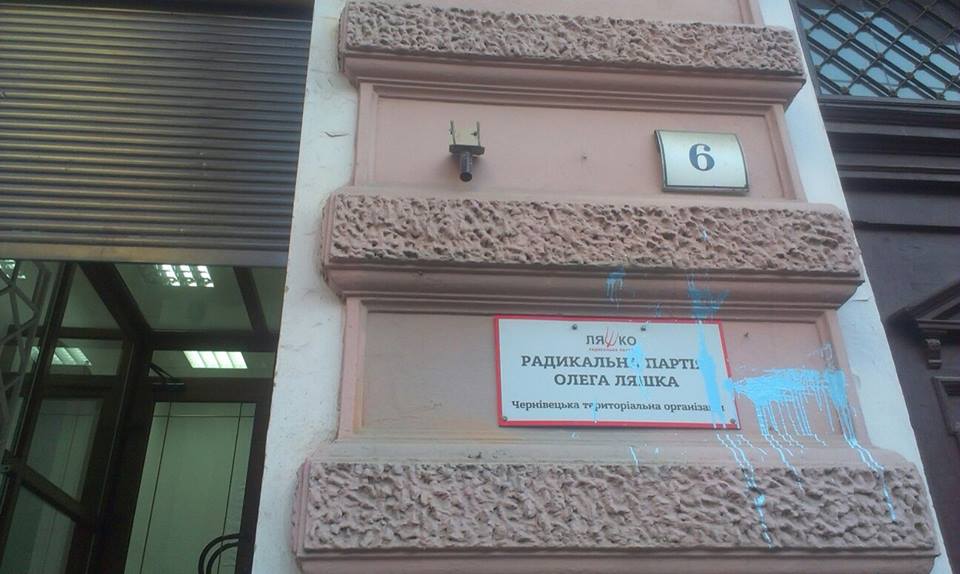 6
ЛЯШКО
РАДИКАЛЬНА ПАРТІЯ
ОЛЕГА ЛЯШКА
Чернівецька територіальна організація